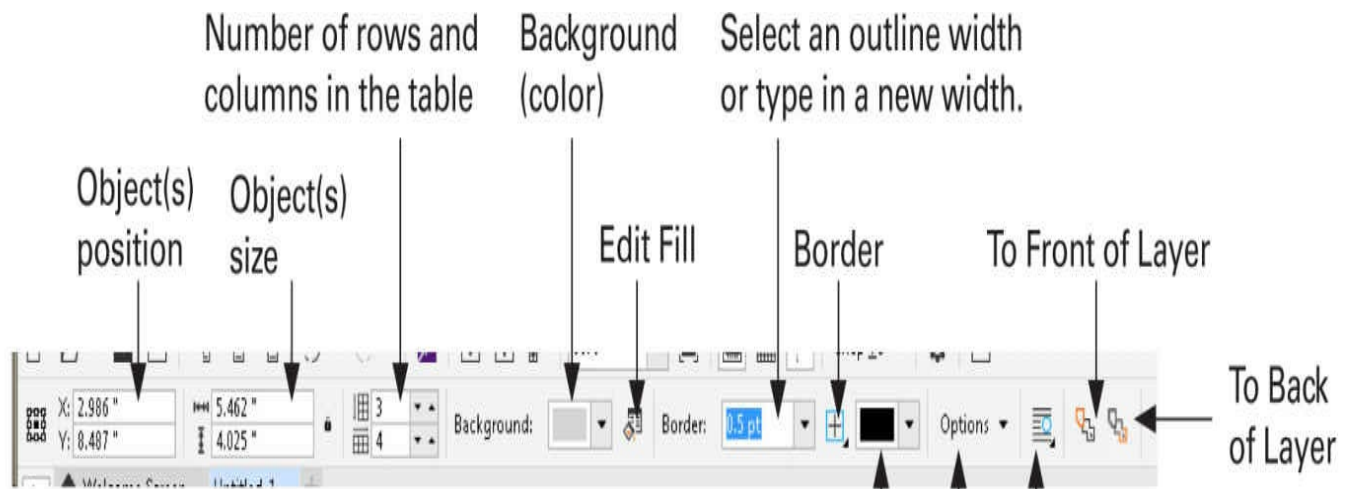 Number of rows and
columns in the table
Background
(color)
Select an outline width
or type in a new width.
Object(s)
position
Object(s)
size
Edit Fill
Border
To Front of Layer
To Back
of Layer
X: 2.986 "
5.462 "
3
Y: 8.487 "
4.025 "
4
Background:
Border:
0.5 pt
Options